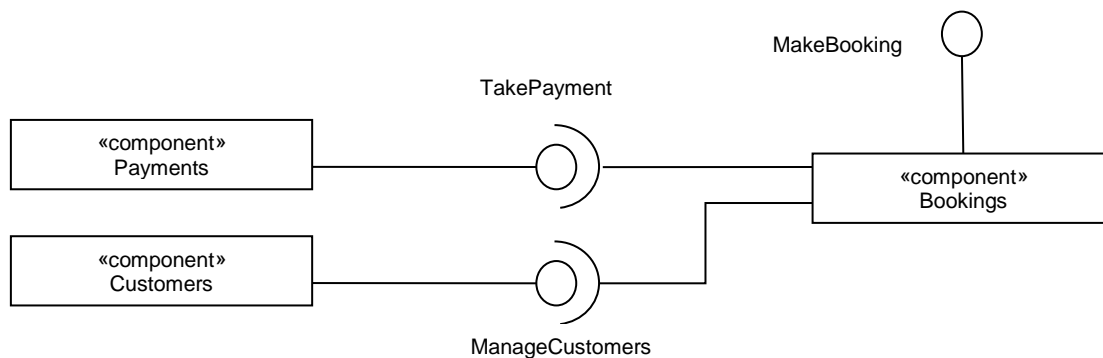 MakeBooking
TakePayment
«component»
Payments
«component»
Bookings
«component»
Customers
ManageCustomers